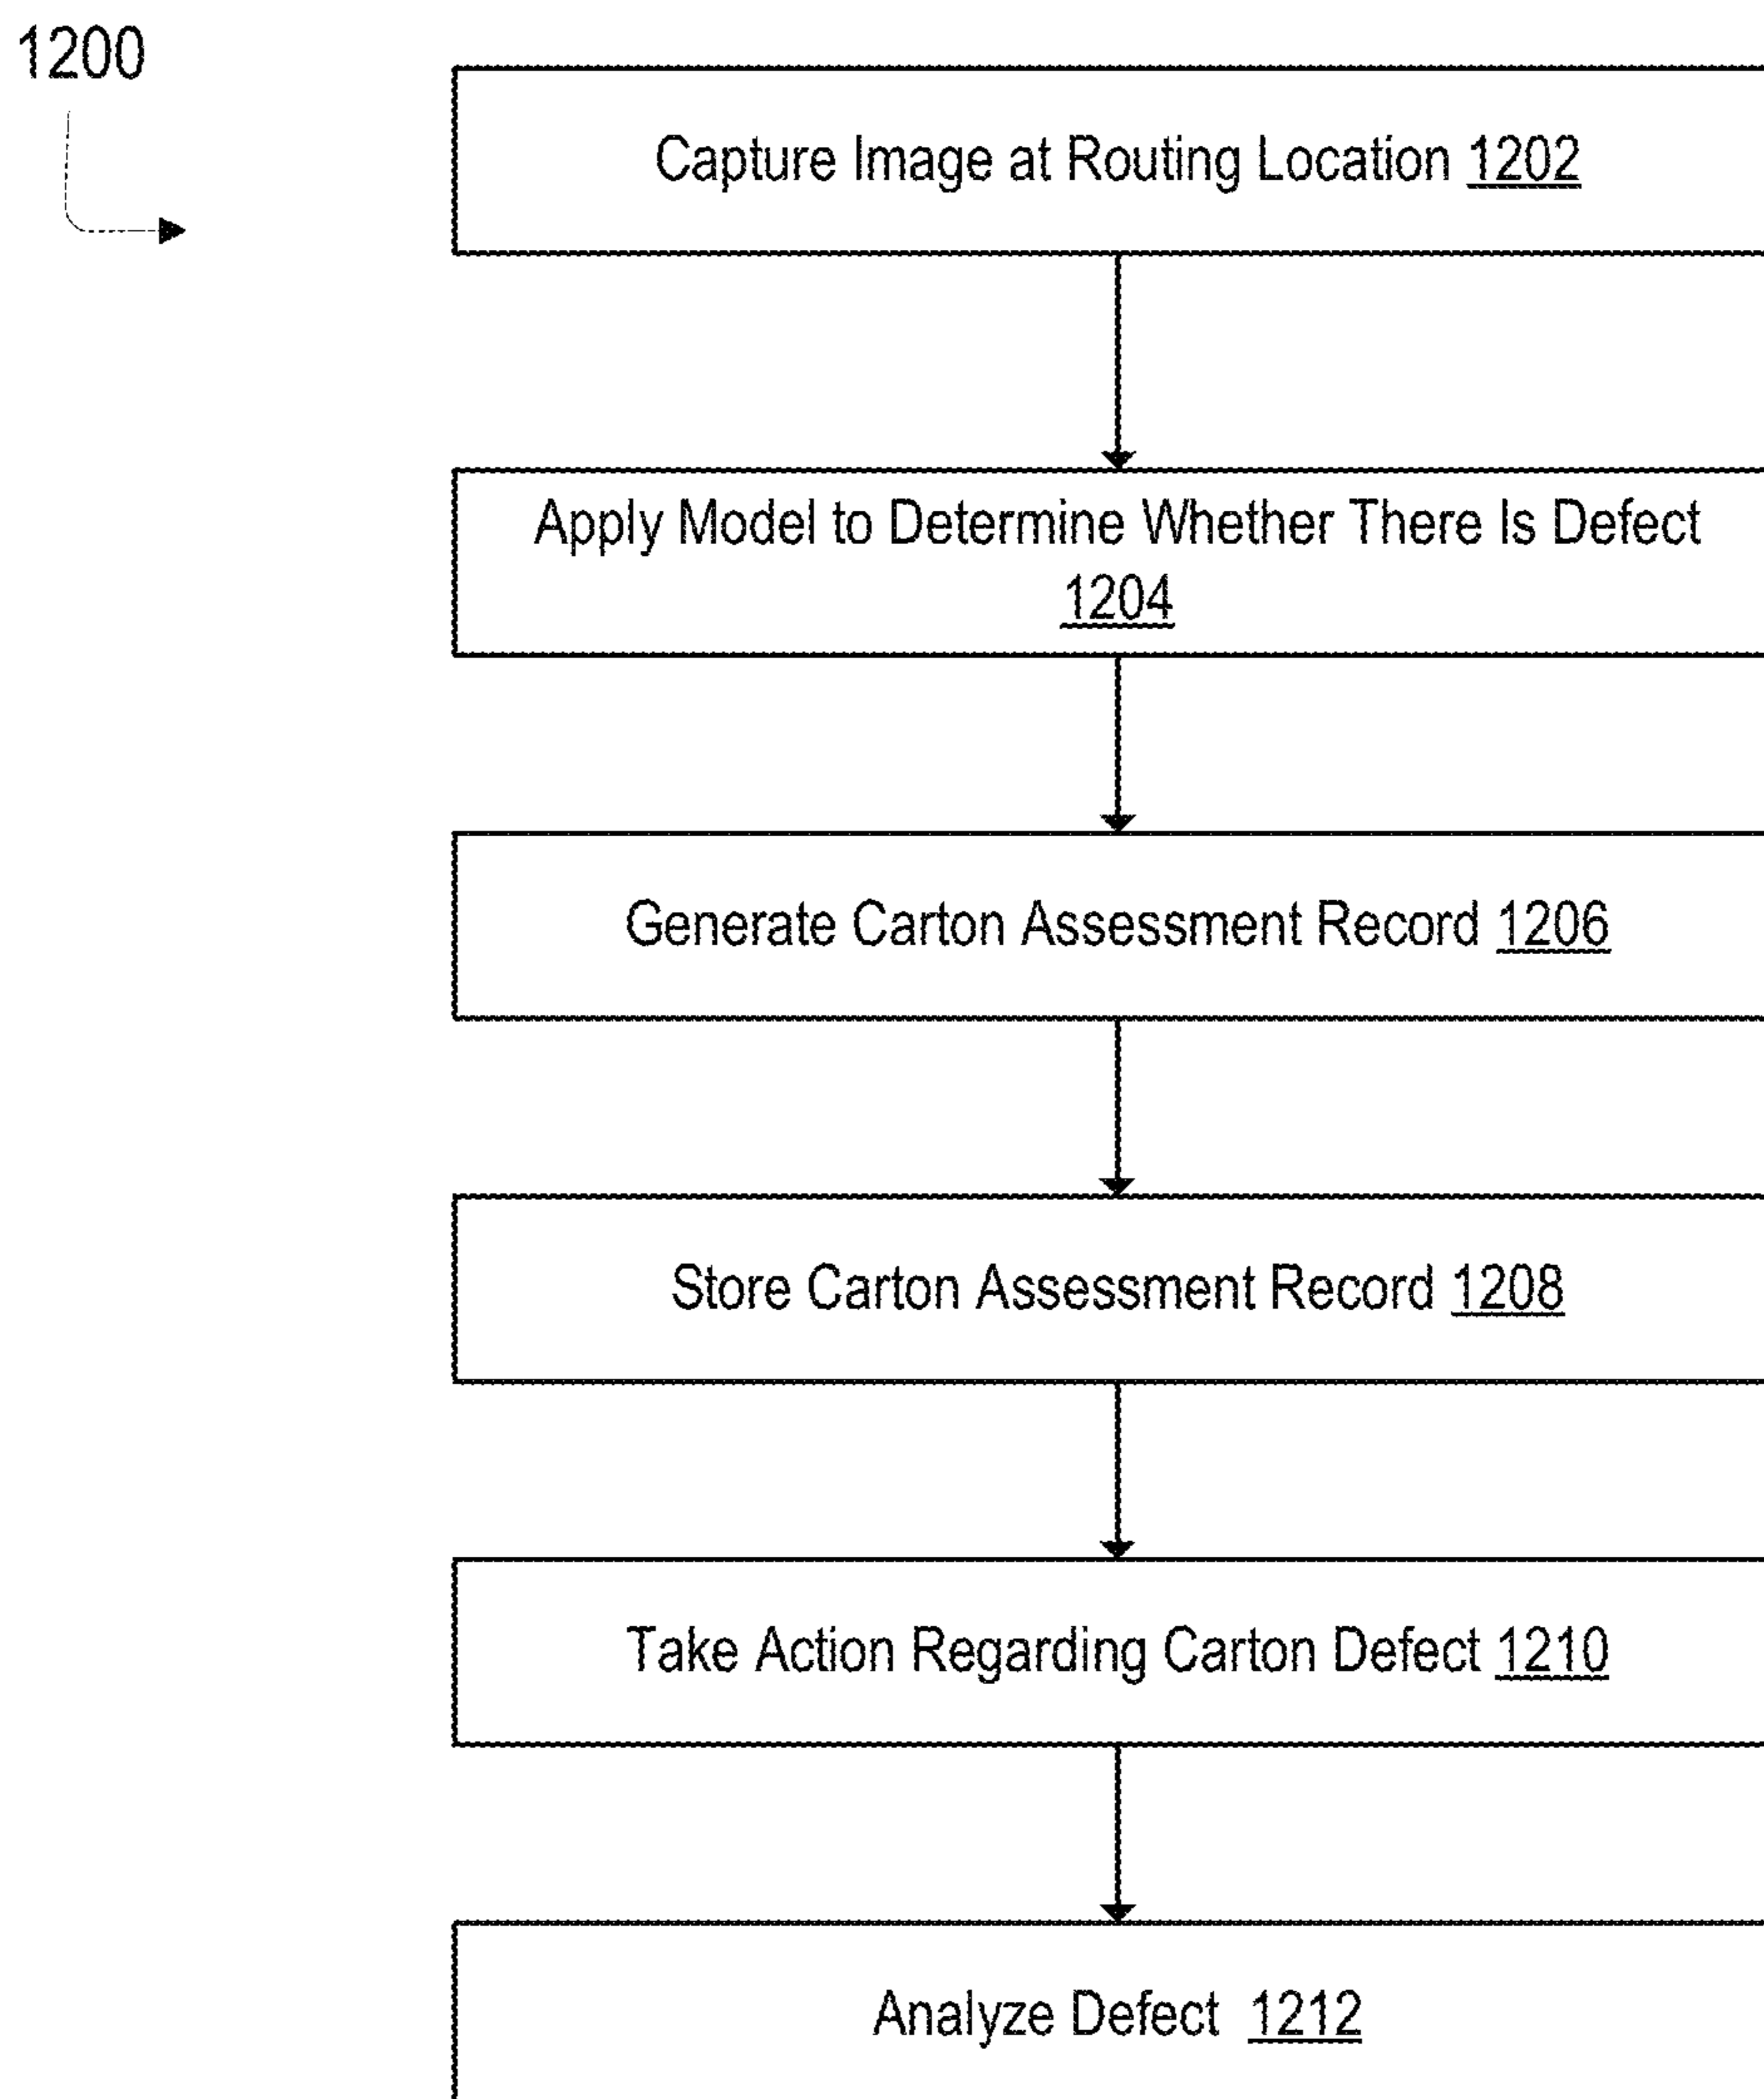 1200
Capture Image at Routing Location 1202
Apply Model to Determine Whether There Is Defect
1204
Generate Carton Assessment Record 1206
Store Carton Assessment Record 1208
Take Action Regarding Carton Defect 1210
Analyze Defect 1212